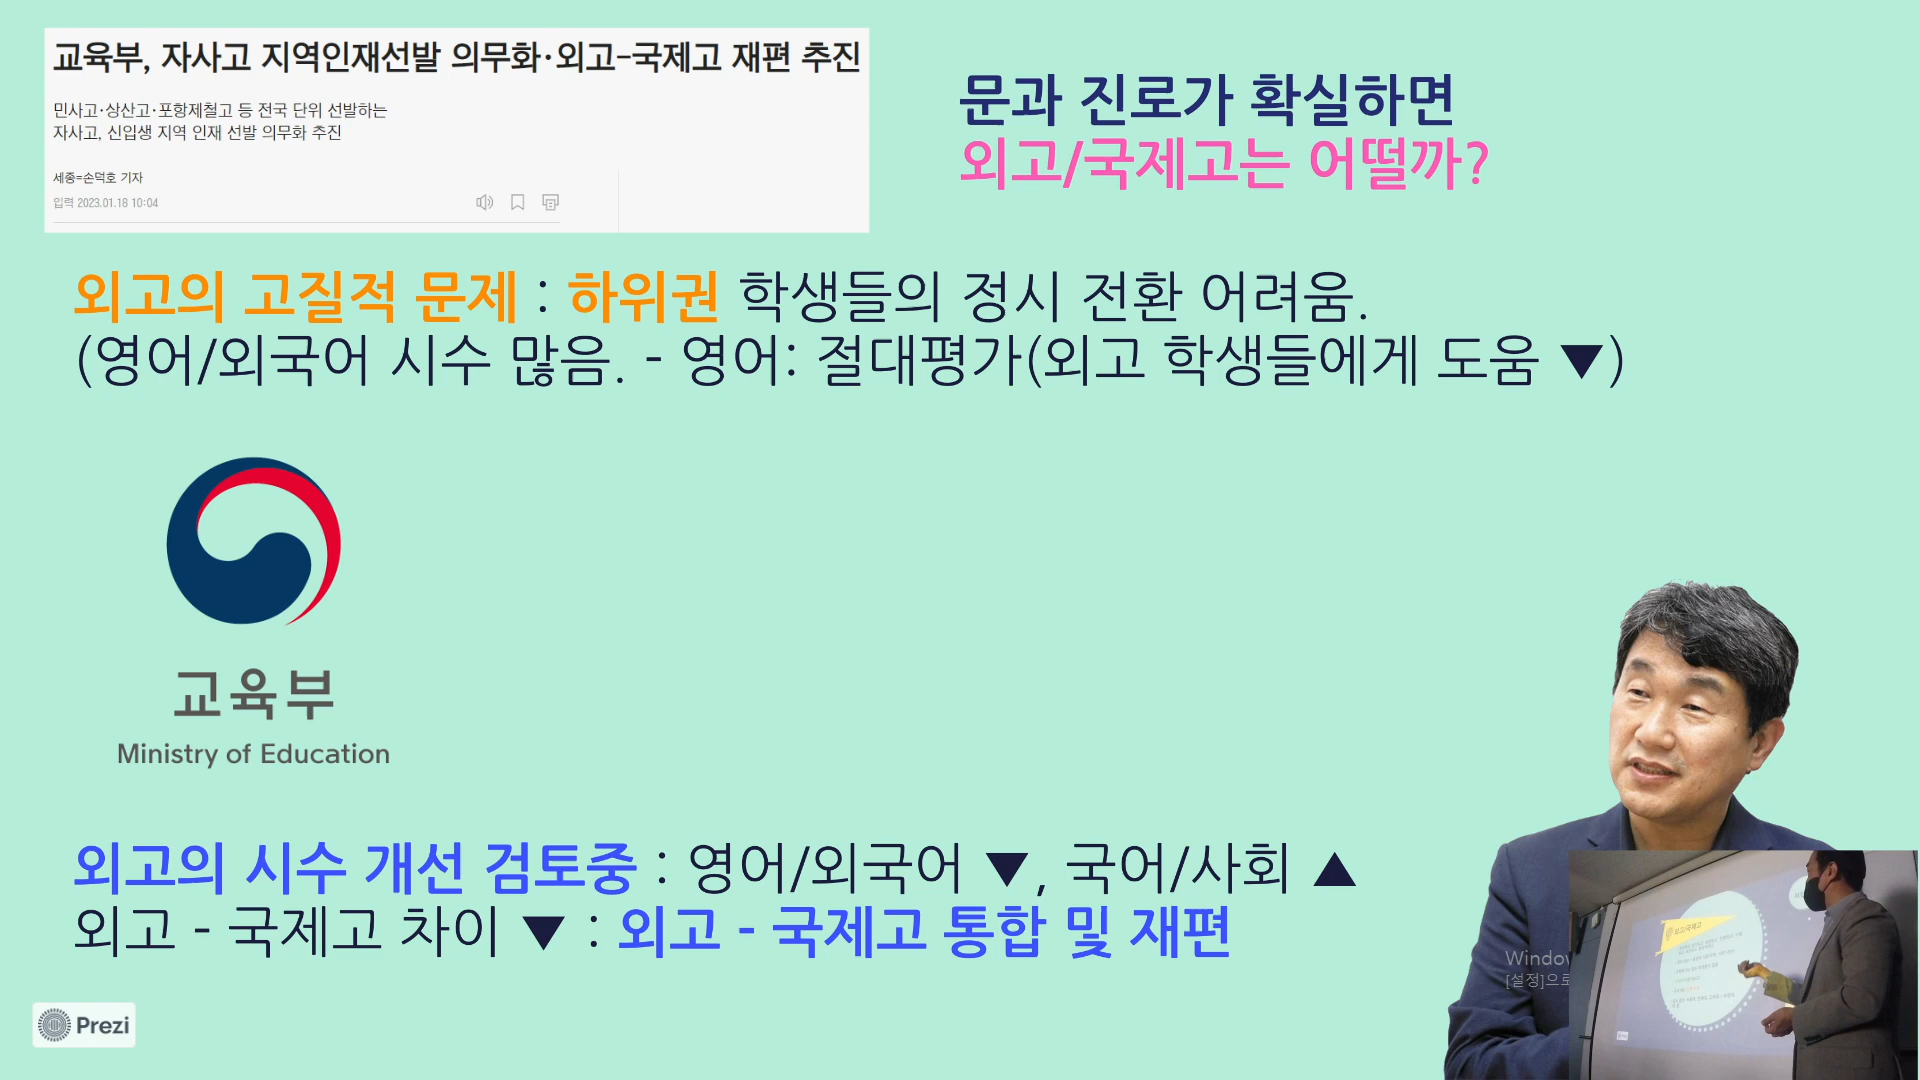 교육부, 자사고 지역인재선발 의무화·외고-국제고 재편 추진
민사고·상산고·포항제철고 등 전국 단위 선발하는
자사고, 신입생 지역 인재 선발 의무화 추진
세종=손덕호 기자
입력 2023.01.18 10:04
문과 진로가 확실하면
외고/국제고는 어떨까?
외고의 고질적 문제 : 하위권 학생들의 정시 전환 어려움.
(영어/외국어 시수 많음. - 영어: 절대평가(외고 학생들에게 도움 ▼)
교육부
Ministry of Education
외고의 시수 개선 검토중 : 영어/외국어 ▼, 국어/사회 ▲
외고 - 국제고 차이 ▼ : 외고 - 국제고 통합 및 재편
Prezi
[설정]으로
외고/국제고